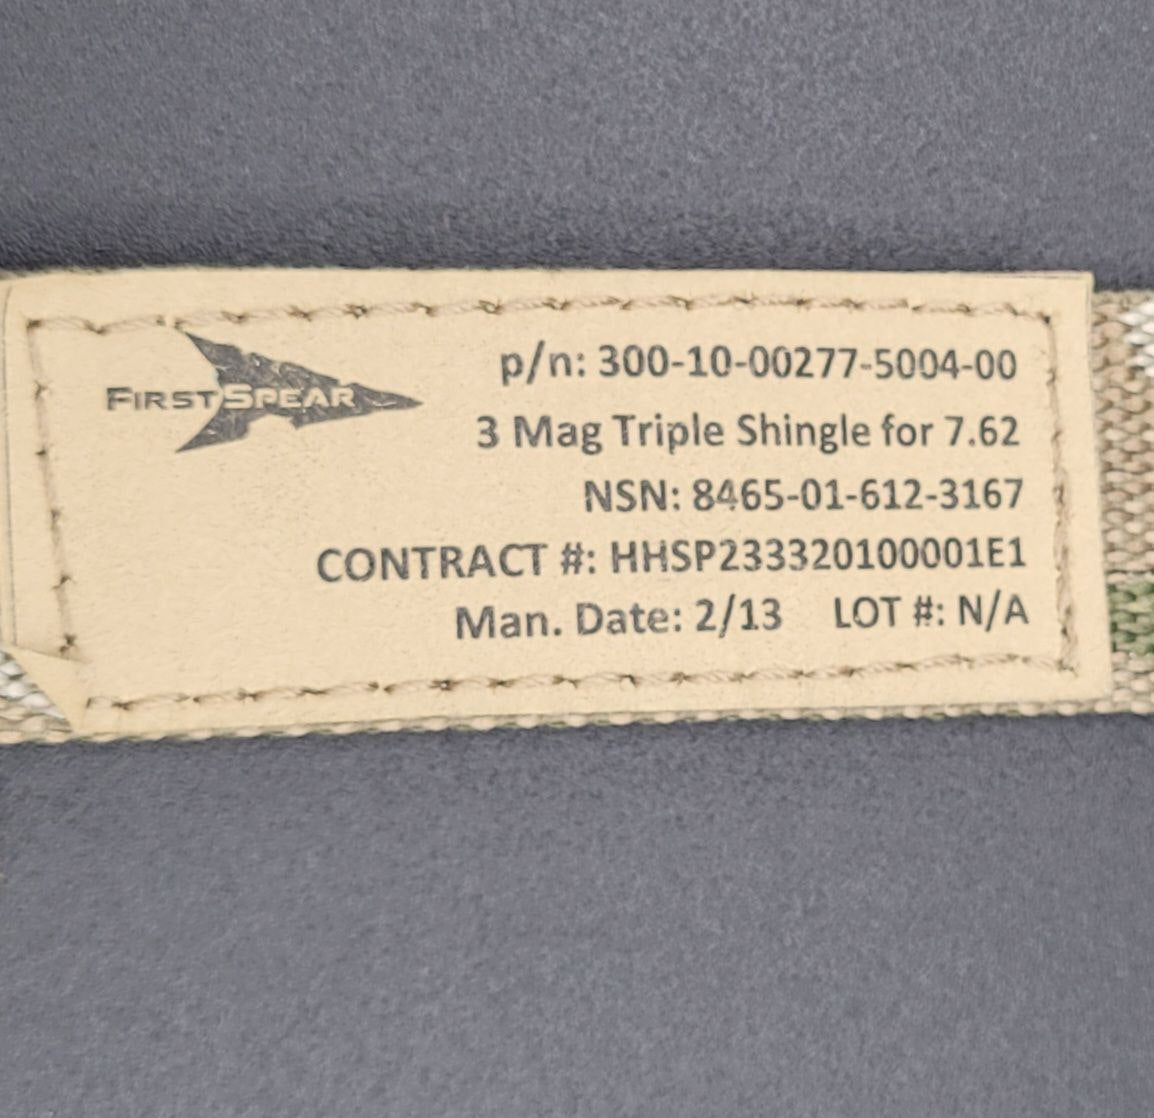 FIRSTSPEAR
p/n: 300-10-00277-5004-00
3 Mag Triple Shingle for 7.62
NSN: 8465-01-612-3167
CONTRACT #: HHSP233320100001E1
Man. Date: 2/13 LOT #: N/A